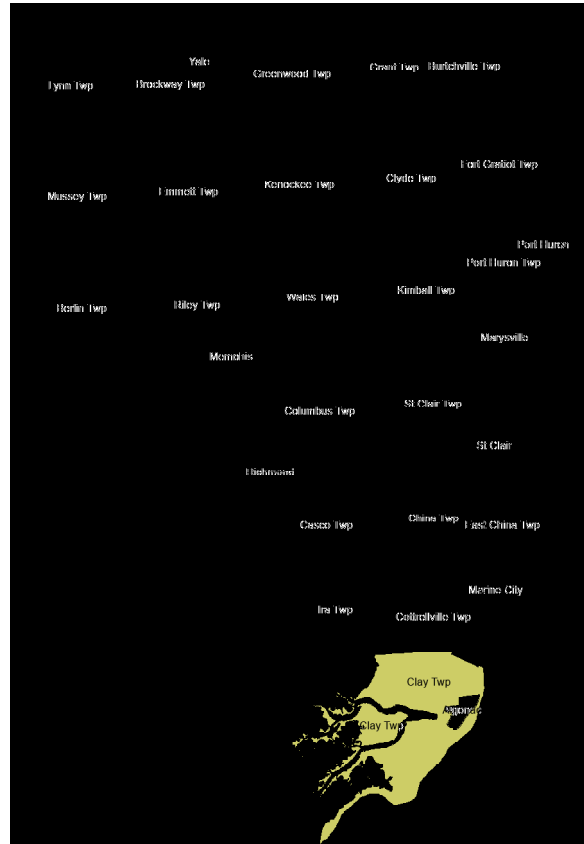 Yale
Greenwood Twp
Grant Twp
Burtchville Twp
Lynn Twp
Brockway Twp
Fort Gratiot Twp
Mussey Twp
Emmett Twp
Kenockee Twp
Clyde Twp
Port Huron
Port Huron Twp
Berlin Twp
Riley Twp
Wales Twp
Kimball Twp
Marysville
Memphis
Columbus Twp
St Clair Twp
St Clair
Richmond
Casco Twp
China Twp
East China Twp
Marine City
Ira Twp
Cottrellville Twp
Clay Twp
Algonac
Clay Twp